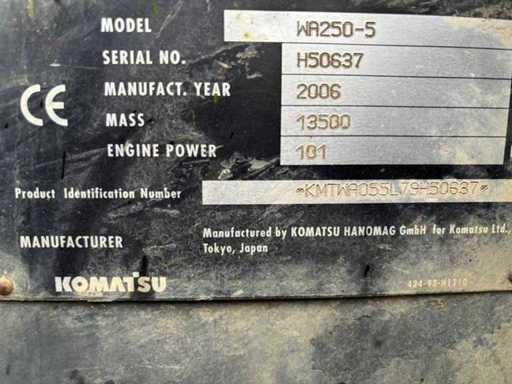 MODEL WA250-5
SERIAL NO. H50637
MANUFACT. YEAR 2006
CE
MASS 13500
ENGINE POWER 101
Product Identification Number *KMTWA055L79H50637*
MANUFACTURER Manufactured by KOMATSU HANOMAG GmbH for Komatsu Ltd.,
Tokyo, Japan
KOMATSU